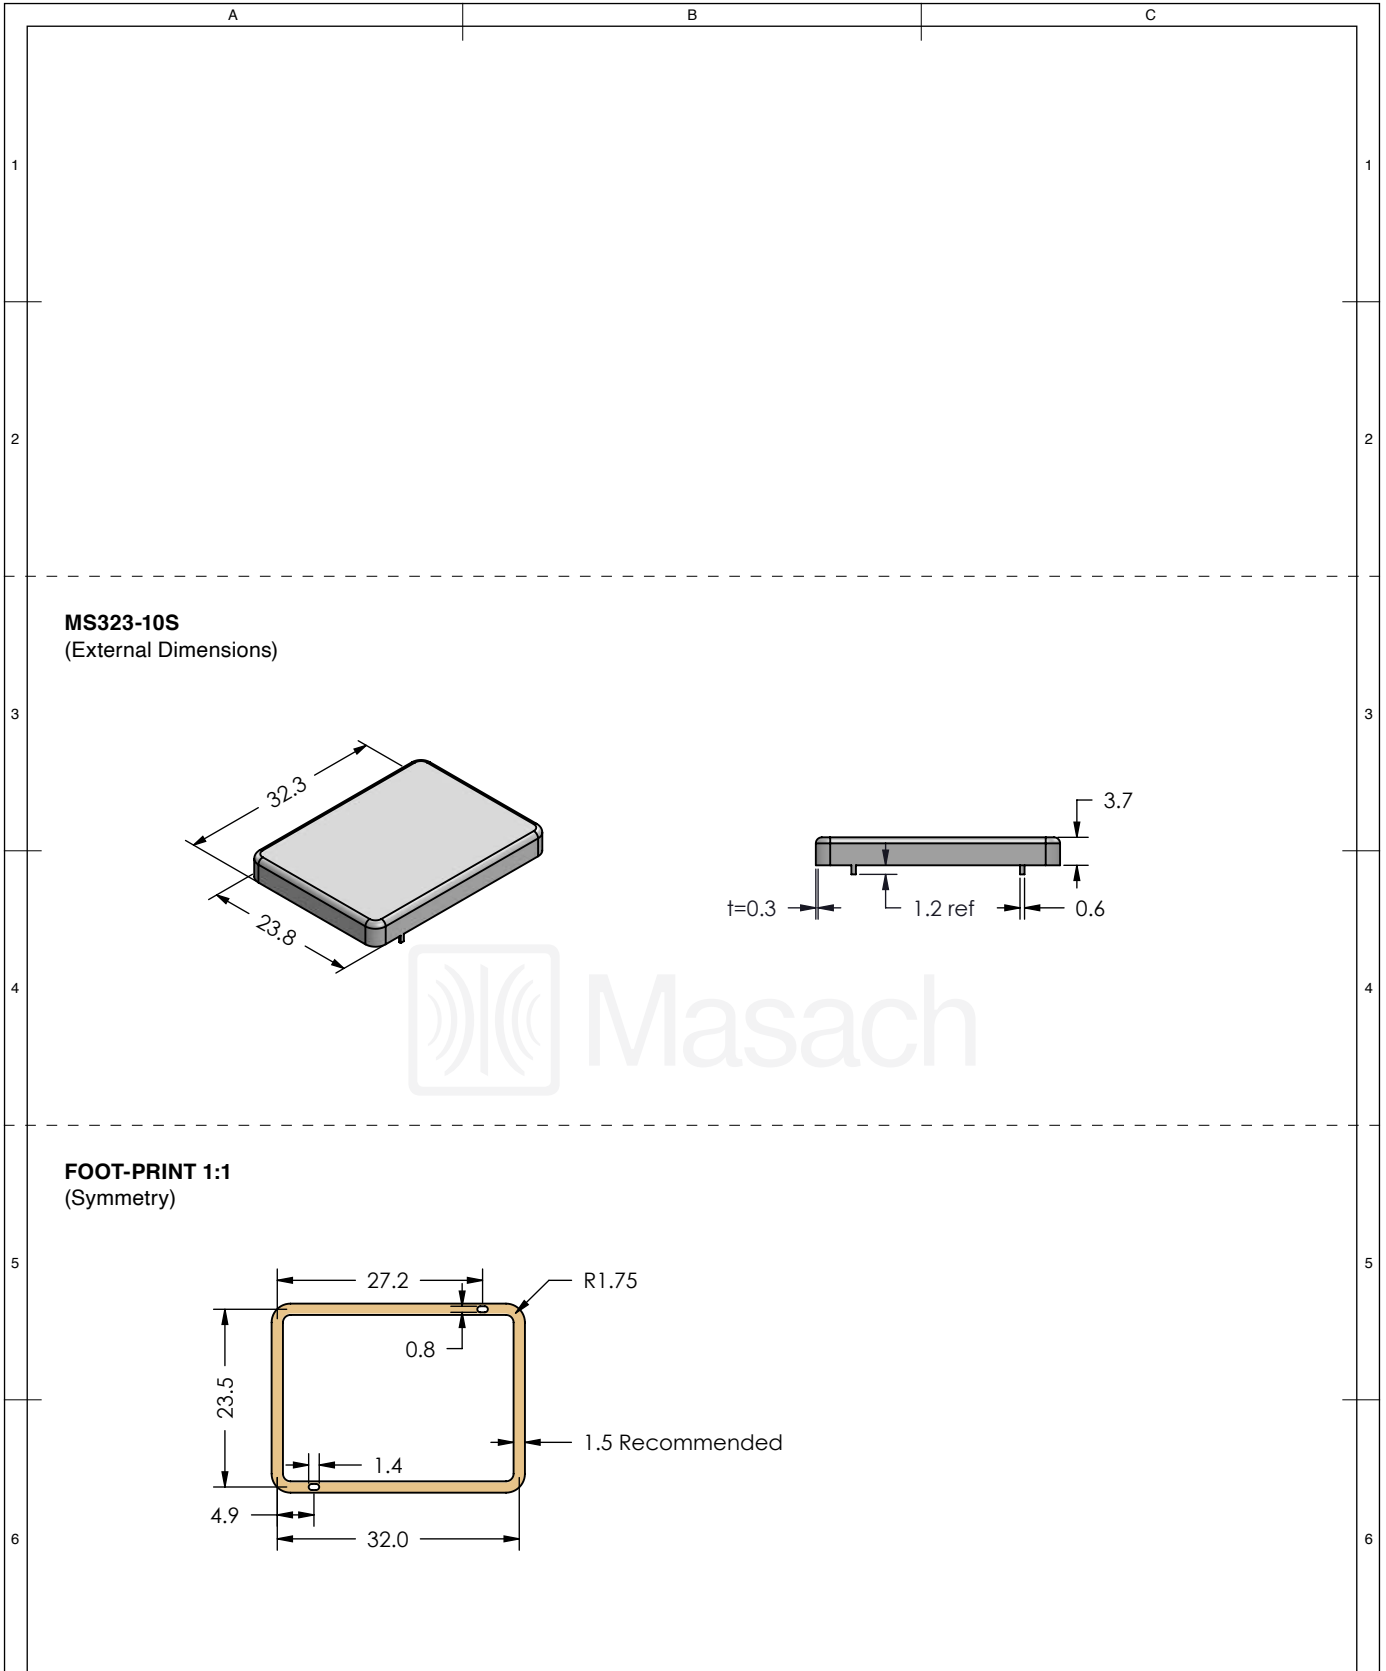 A B C
1 1
2 2
MS323-10S
(External Dimensions)
3 3
32.3
3.7
23.8
t=0.3 1.2 ref 0.6
4 4
Masach
FOOT-PRINT 1:1
(Symmetry)
5 5
27.2 R1.75
0.8
23.5
1.5 Recommended
1.4
4.9
32.0
6 6